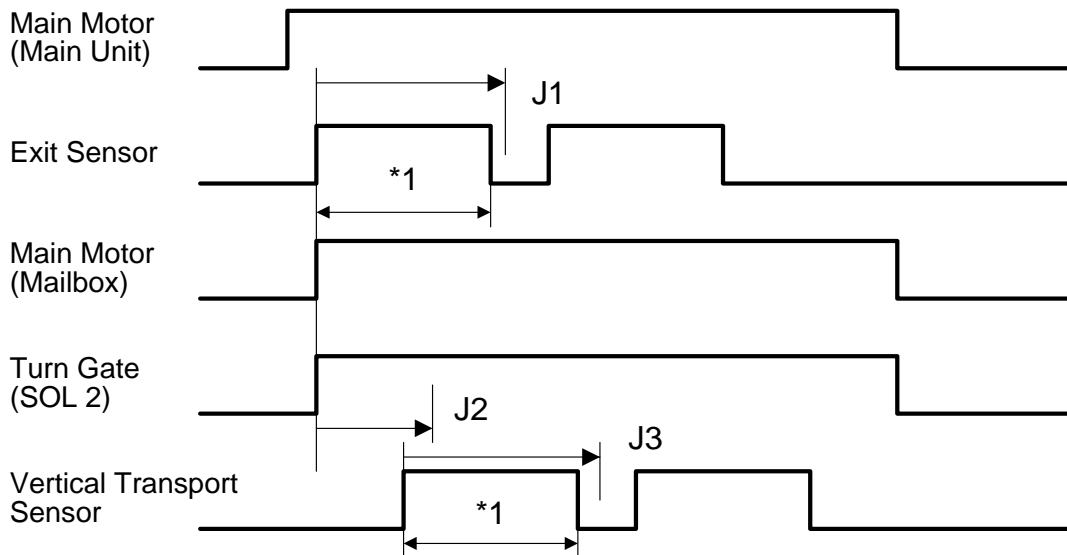 Main Motor
(Main Unit)
J1
Exit Sensor
*1
Main Motor
(Mailbox)
Turn Gate
(SOL 2)
J2
J3
Vertical Transport
Sensor
*1